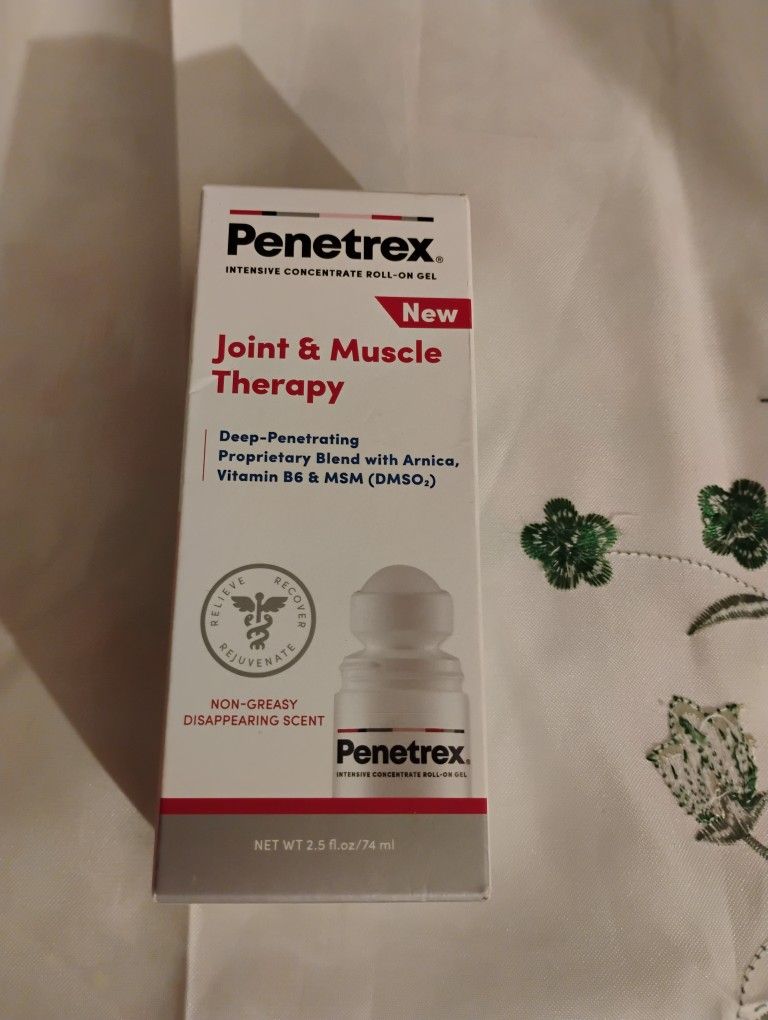 Penetrex®
INTENSIVE CONCENTRATE ROLL-ON GEL
New
Joint & Muscle
Therapy
Deep-Penetrating
Proprietary Blend with Arnica,
Vitamin B6 & MSM (DMSO₂)
RELIEVE RECOVER
REJUVENATE
NON-GREASY
DISAPPEARING SCENT
Penetrex®
INTENSIVE CONCENTRATE ROLL-ON GEL
NET WT 2.5 fl.oz/74 ml